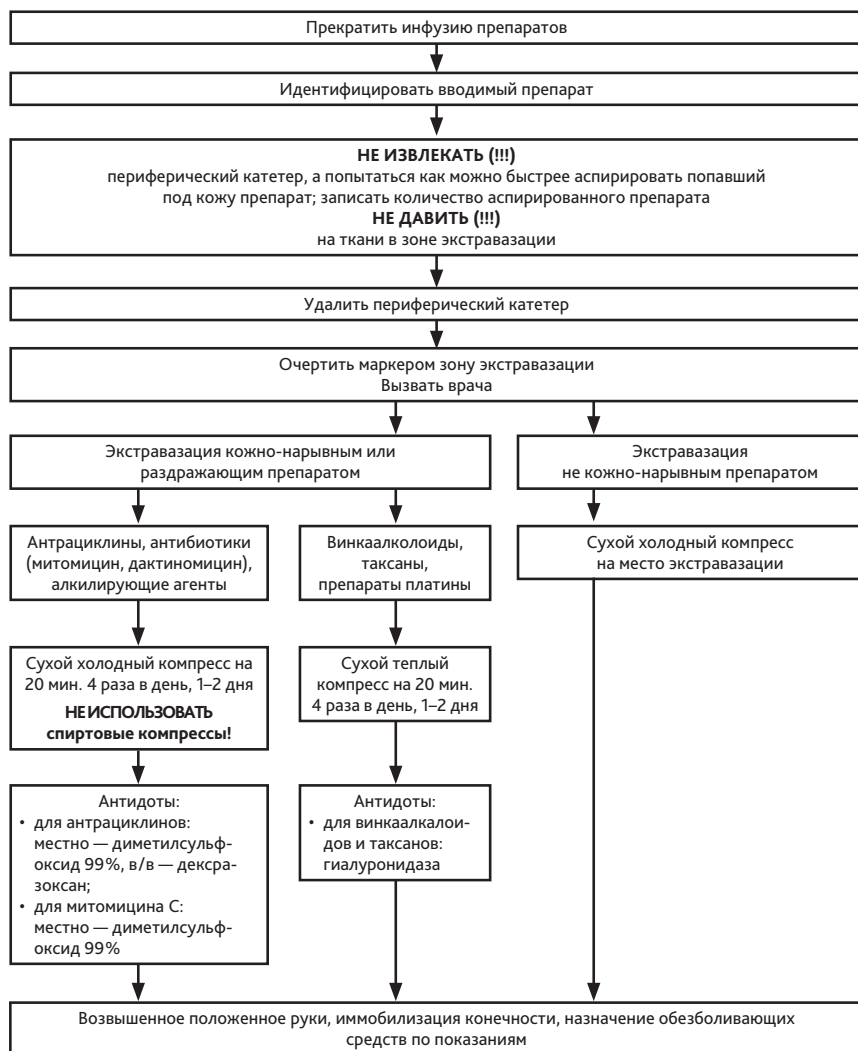 Прекратить инфузию препаратов
Идентифицировать вводимый препарат
НЕ ИЗВЛЕКАТЬ (!!!)
периферический катетер, а попытаться как можно быстрее аспирировать попавший
под кожу препарат; записать количество аспирированного препарата
НЕ ДАВИТЬ (!!!)
на ткани в зоне экстравазации
Удалить периферический катетер
Очертить маркером зону экстравазации
Вызвать врача
Экстравазация кожно-нарывным или
раздражающим препаратом
Экстравазация
не кожно-нарывным препаратом
Антрациклины, антибиотики
(митомицин, дактиномицин),
алкилирующие агенты
Винкаалколоиды,
таксаны,
препараты платины
Сухой холодный компресс
на место экстравазации
Сухой холодный компресс на
20 мин. 4 раза в день, 1–2 дня
НЕ ИСПОЛЬЗОВАТЬ
спиртовые компрессы!
Сухой теплый
компресс на 20 мин.
4 раза в день, 1–2 дня
Антидоты:
• для антрациклинов:
местно — диметилсульф-
оксид 99%, в/в — дексра-
зоксан;
• для митомицина С:
местно — диметилсульф-
оксид 99%
Антидоты:
• для винкаалкалои-
дов и таксанов:
гиалуронидаза
Возвышенное положенное руки, иммобилизация конечности, назначение обезболивающих
средств по показаниям